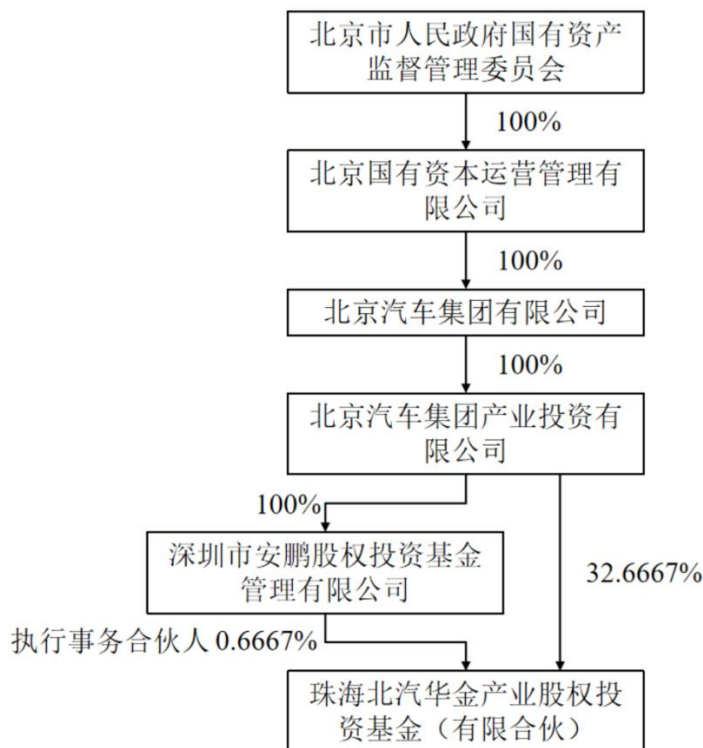 北京市人民政府国有资产
监督管理委员会
100%
北京国有资本运营管理有
限公司
100%
北京汽车集团有限公司
100%
北京汽车集团产业投资有
限公司
100%
深圳市安鹏股权投资基金
管理有限公司
32.6667%
执行事务合伙人 0.6667%
珠海北汽华金产业股权投
资基金（有限合伙）